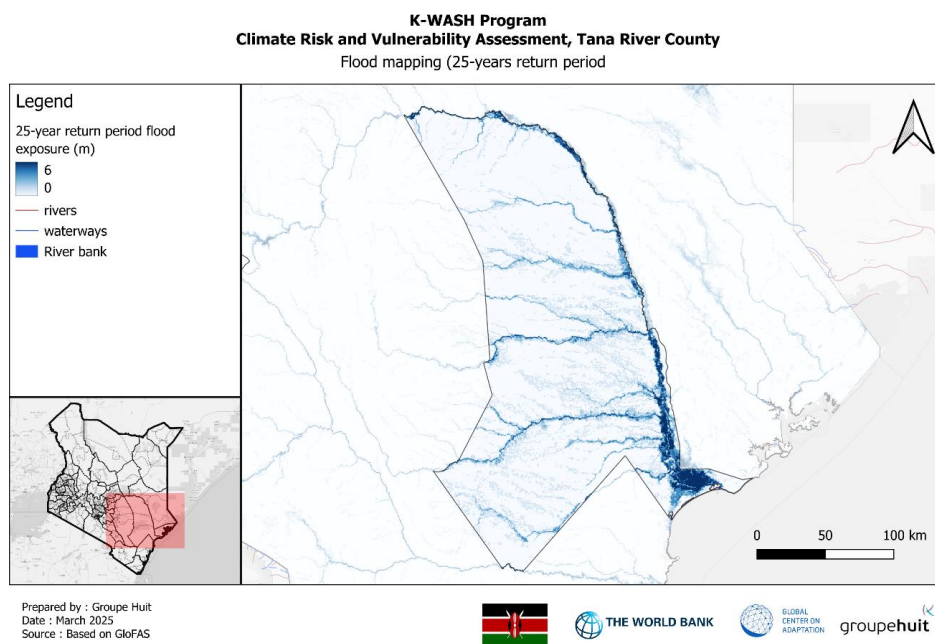 K-WASH Program
Climate Risk and Vulnerability Assessment, Tana River County
Flood mapping (25-years return period
Legend
25-year return period flood
exposure (m)
6
0
rivers
waterways
River bank
0 50 100 km
Prepared by : Groupe Huit
Date : March 2025
Source : Based on GloFAS
THE WORLD BANK
GLOBAL
CENTER ON
ADAPTATION
groupehuit